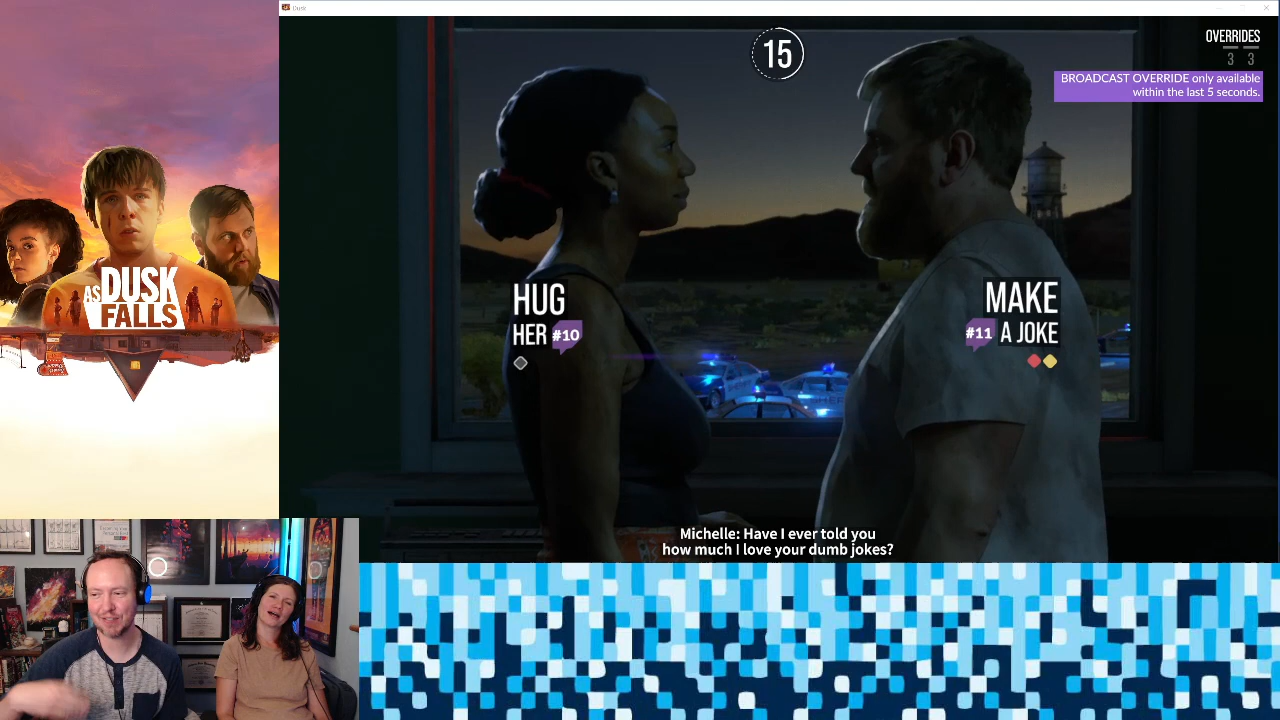 Dusk
15
OVERRIDES
3 3
BROADCAST OVERRIDE only available
within the last 5 seconds.
HUG
HER #10
MAKE
#11 A JOKE
AS DUSK
FALLS
Michelle: Have I ever told you
how much I love your dumb jokes?